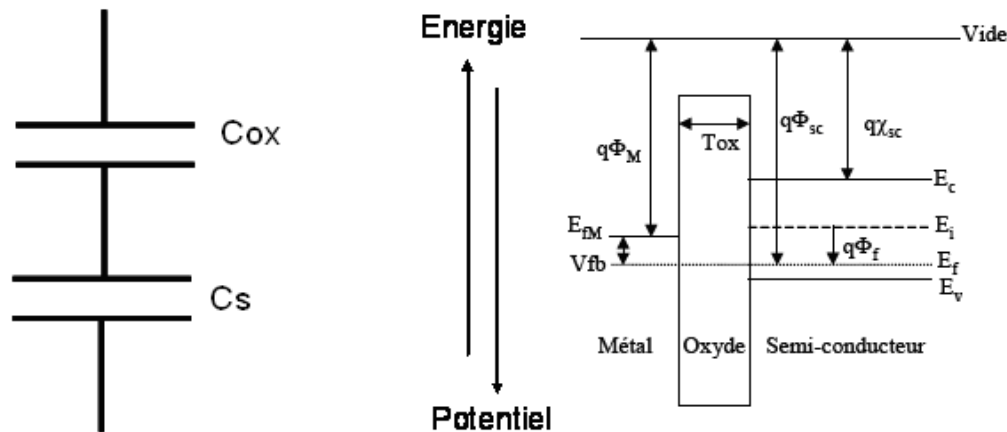 Cox
Cs
Energie
Potentiel
Vide
qΦM
Tox
qΦsc
qχsc
Ec
EfM
Ei
Vfb
qΦf
Ef
Ev
Métal
Oxyde
Semi-conducteur